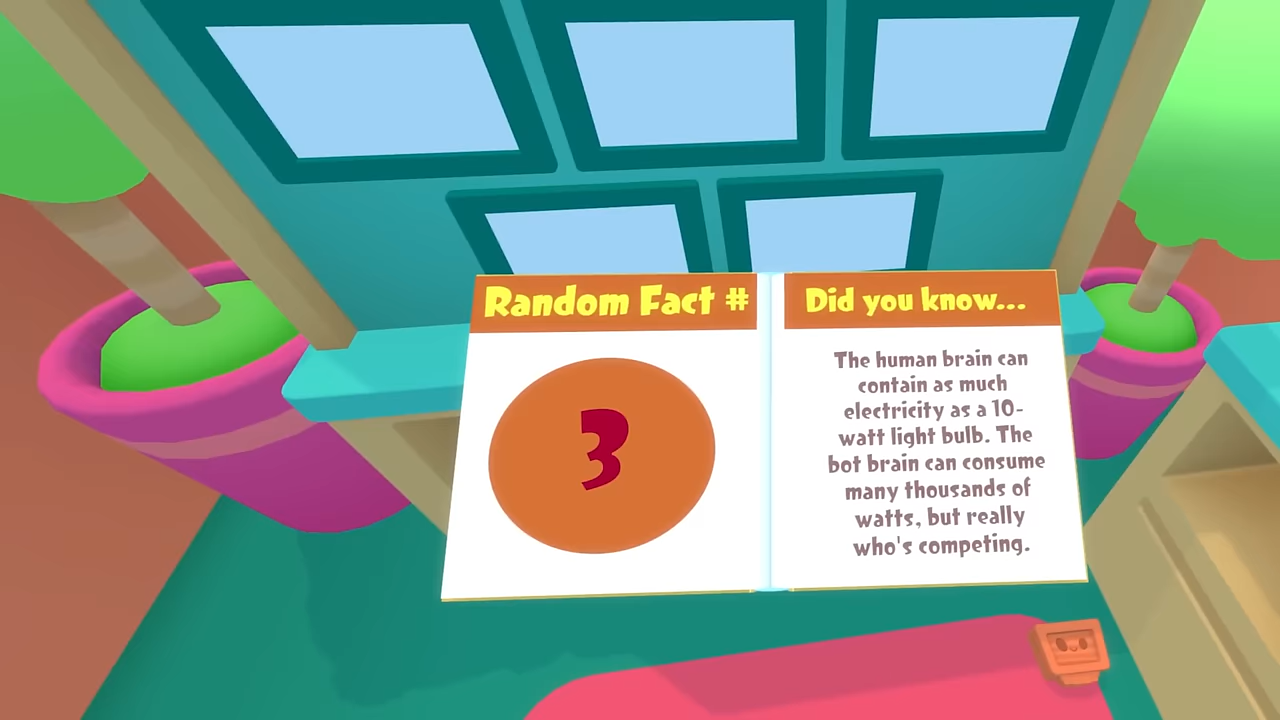 Random Fact #
3
Did you know...
The human brain can
contain as much
electricity as a 10-
watt light bulb. The
bot brain can consume
many thousands of
watts, but really
who's competing.